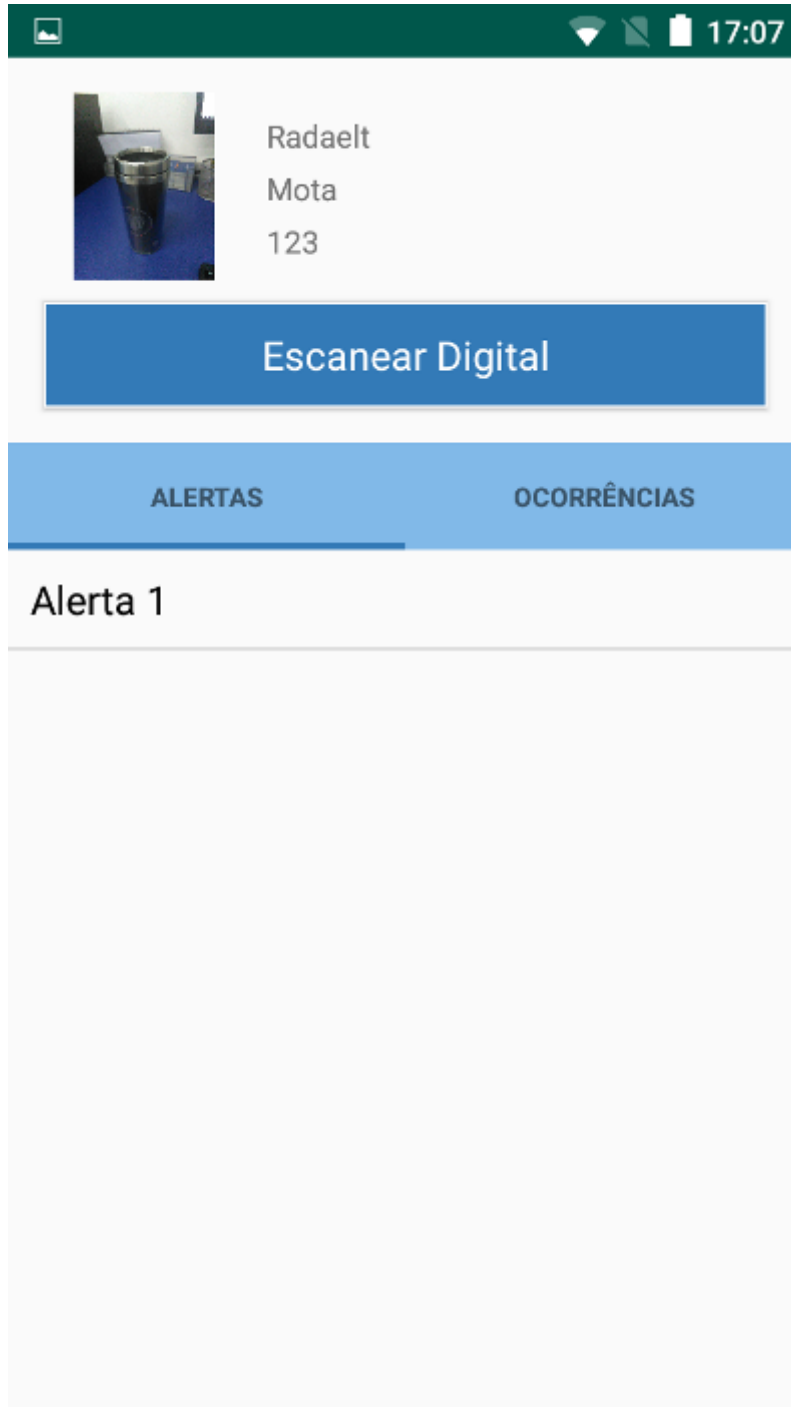 17:07
Radaelt
Mota
123
Escanear Digital
ALERTAS OCORRÊNCIAS
Alerta 1